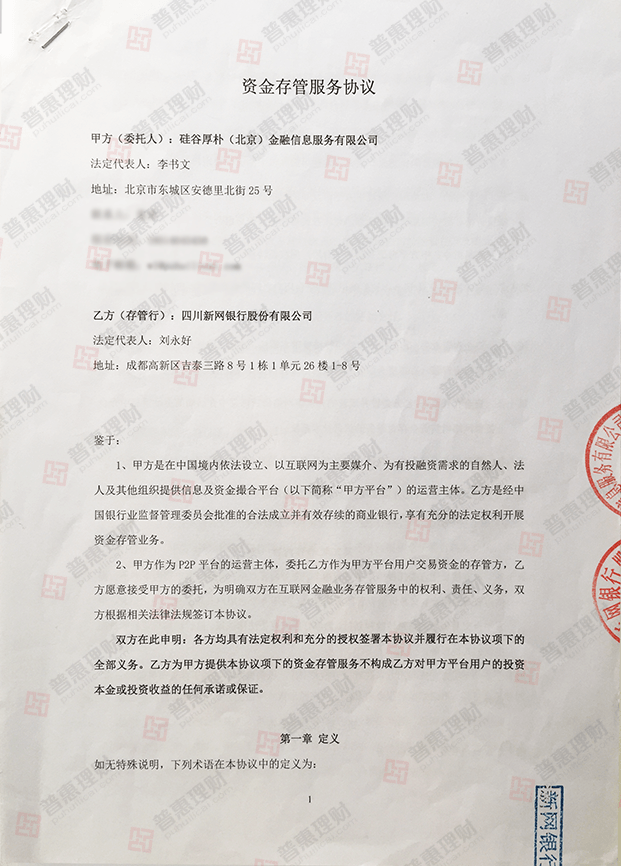 资金存管服务协议
甲方（委托人）：硅谷厚朴（北京）金融信息服务有限公司
法定代表人：李书文
地址：北京市东城区安德里北街 25 号
乙方（存管行）：四川新网银行股份有限公司
法定代表人：刘永好
地址：成都高新区吉泰三路 8 号 1 栋 1 单元 26 楼 1-8 号
鉴于：
1、甲方是在中国境内依法设立、以互联网为主要媒介、为有投融资需求的自然人、法
人及其他组织提供信息及资金撮合平台（以下简称“甲方平台”）的运营主体。乙方是经中
国银行业监督管理委员会批准的合法成立并有效存续的商业银行，享有充分的法定权利开展
资金存管业务。
2、甲方作为 P2P 平台的运营主体，委托乙方作为甲方平台用户交易资金的存管方，乙
方愿意接受甲方的委托，为明确双方在互联网金融业务存管服务中的权利、责任、义务，双
方根据相关法律法规签订本协议。
双方在此申明：各方均具有法定权利和充分的授权签署本协议并履行在本协议项下的
全部义务。乙方为甲方提供本协议项下的资金存管服务不构成乙方对甲方平台用户的投资
本金或投资收益的任何承诺或保证。
第一章 定义
如无特殊说明，下列术语在本协议中的定义为：
1
息服务有限公司
网银行
新网银行
普惠理财
puhuilicai.com